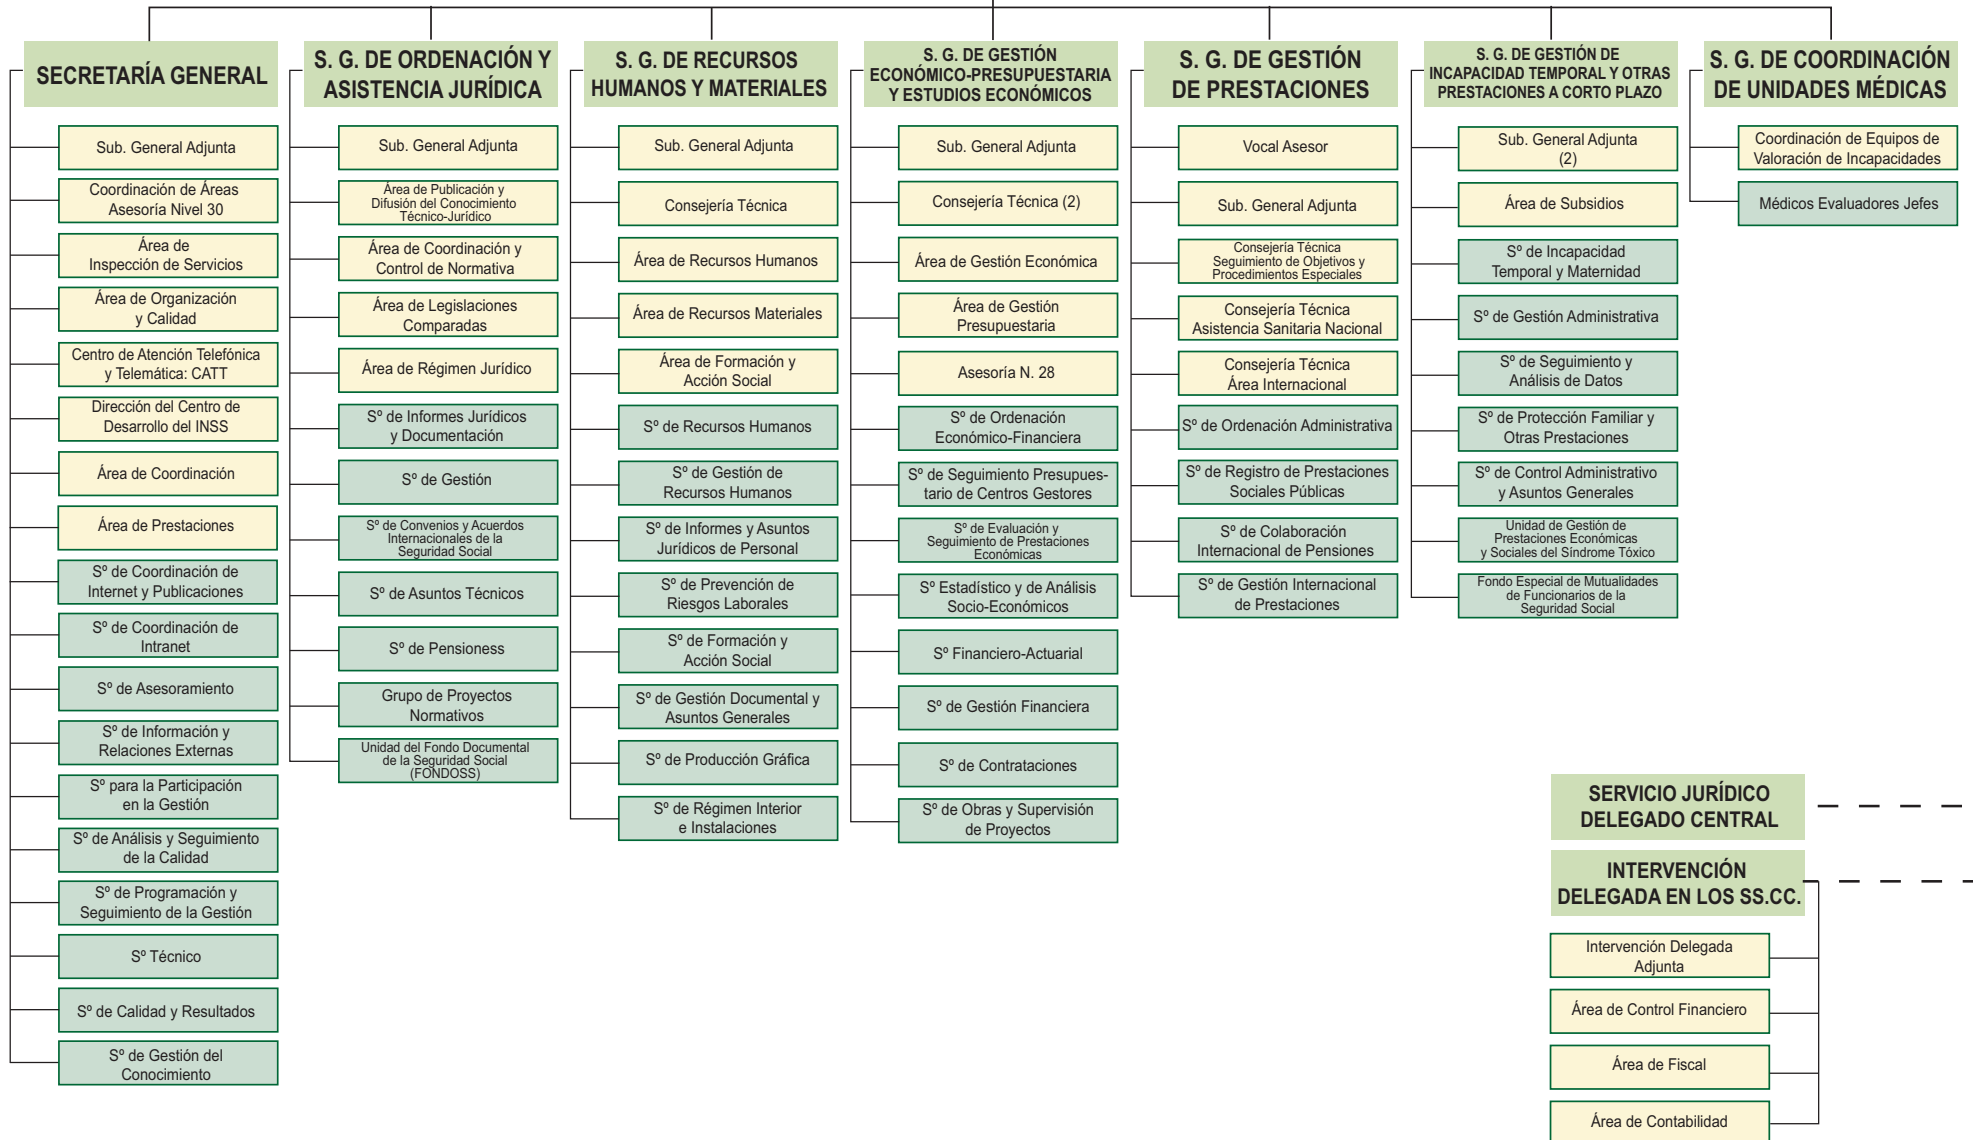 SECRETARÍA GENERAL
Sub. General Adjunta
Coordinación de Áreas
Asesoría Nivel 30
Área de
Inspección de Servicios
Área de Organización
y Calidad
Centro de Atención Telefónica
y Telemática: CATT
Dirección del Centro de
Desarrollo del INSS
Área de Coordinación
Área de Prestaciones
Sº de Coordinación de
Internet y Publicaciones
Sº de Coordinación de
Intranet
Sº de Asesoramiento
Sº de Información y
Relaciones Externas
Sº para la Participación
en la Gestión
Sº de Análisis y Seguimiento
de la Calidad
Sº de Programación y
Seguimiento de la Gestión
Sº Técnico
Sº de Calidad y Resultados
Sº de Gestión del
Conocimiento
S. G. DE ORDENACIÓN Y
ASISTENCIA JURÍDICA
Sub. General Adjunta
Área de Publicación y
Difusión del Conocimiento
Técnico-Jurídico
Área de Coordinación y
Control de Normativa
Área de Legislaciones
Comparadas
Área de Régimen Jurídico
Sº de Informes Jurídicos
y Documentación
Sº de Gestión
Sº de Convenios y Acuerdos
Internacionales de la
Seguridad Social
Sº de Asuntos Técnicos
Sº de Pensioness
Grupo de Proyectos
Normativos
Unidad del Fondo Documental
de la Seguridad Social
(FONDOSS)
S. G. DE RECURSOS
HUMANOS Y MATERIALES
Sub. General Adjunta
Consejería Técnica
Área de Recursos Humanos
Área de Recursos Materiales
Área de Formación y
Acción Social
Sº de Recursos Humanos
Sº de Gestión de
Recursos Humanos
Sº de Informes y Asuntos
Jurídicos de Personal
Sº de Prevención de
Riesgos Laborales
Sº de Formación y
Acción Social
Sº de Gestión Documental y
Asuntos Generales
Sº de Producción Gráfica
Sº de Régimen Interior
e Instalaciones
S. G. DE GESTIÓN
ECONÓMICO-PRESUPUESTARIA
Y ESTUDIOS ECONÓMICOS
Sub. General Adjunta
Consejería Técnica (2)
Área de Gestión Económica
Área de Gestión
Presupuestaria
Asesoría N. 28
Sº de Ordenación
Económico-Financiera
Sº de Seguimiento Presupues-
tario de Centros Gestores
Sº de Evaluación y
Seguimiento de Prestaciones
Económicas
Sº Estadístico y de Análisis
Socio-Económicos
Sº Financiero-Actuarial
Sº de Gestión Financiera
Sº de Contrataciones
Sº de Obras y Supervisión
de Proyectos
S. G. DE GESTIÓN
DE PRESTACIONES
Vocal Asesor
Sub. General Adjunta
Consejería Técnica
Seguimiento de Objetivos y
Procedimientos Especiales
Consejería Técnica
Asistencia Sanitaria Nacional
Consejería Técnica
Área Internacional
Sº de Ordenación Administrativa
Sº de Registro de Prestaciones
Sociales Públicas
Sº de Colaboración
Internacional de Pensiones
Sº de Gestión Internacional
de Prestaciones
S. G. DE GESTIÓN DE
INCAPACIDAD TEMPORAL Y OTRAS
PRESTACIONES A CORTO PLAZO
Sub. General Adjunta
(2)
Área de Subsidios
Sº de Incapacidad
Temporal y Maternidad
Sº de Gestión Administrativa
Sº de Seguimiento y
Análisis de Datos
Sº de Protección Familiar y
Otras Prestaciones
Sº de Control Administrativo
y Asuntos Generales
Unidad de Gestión de
Prestaciones Económicas
y Sociales del Síndrome Tóxico
Fondo Especial de Mutualidades
de Funcionarios de la
Seguridad Social
S. G. DE COORDINACIÓN
DE UNIDADES MÉDICAS
Coordinación de Equipos de
Valoración de Incapacidades
Médicos Evaluadores Jefes
SERVICIO JURÍDICO
DELEGADO CENTRAL
INTERVENCIÓN
DELEGADA EN LOS SS.CC.
Intervención Delegada
Adjunta
Área de Control Financiero
Área de Fiscal
Área de Contabilidad